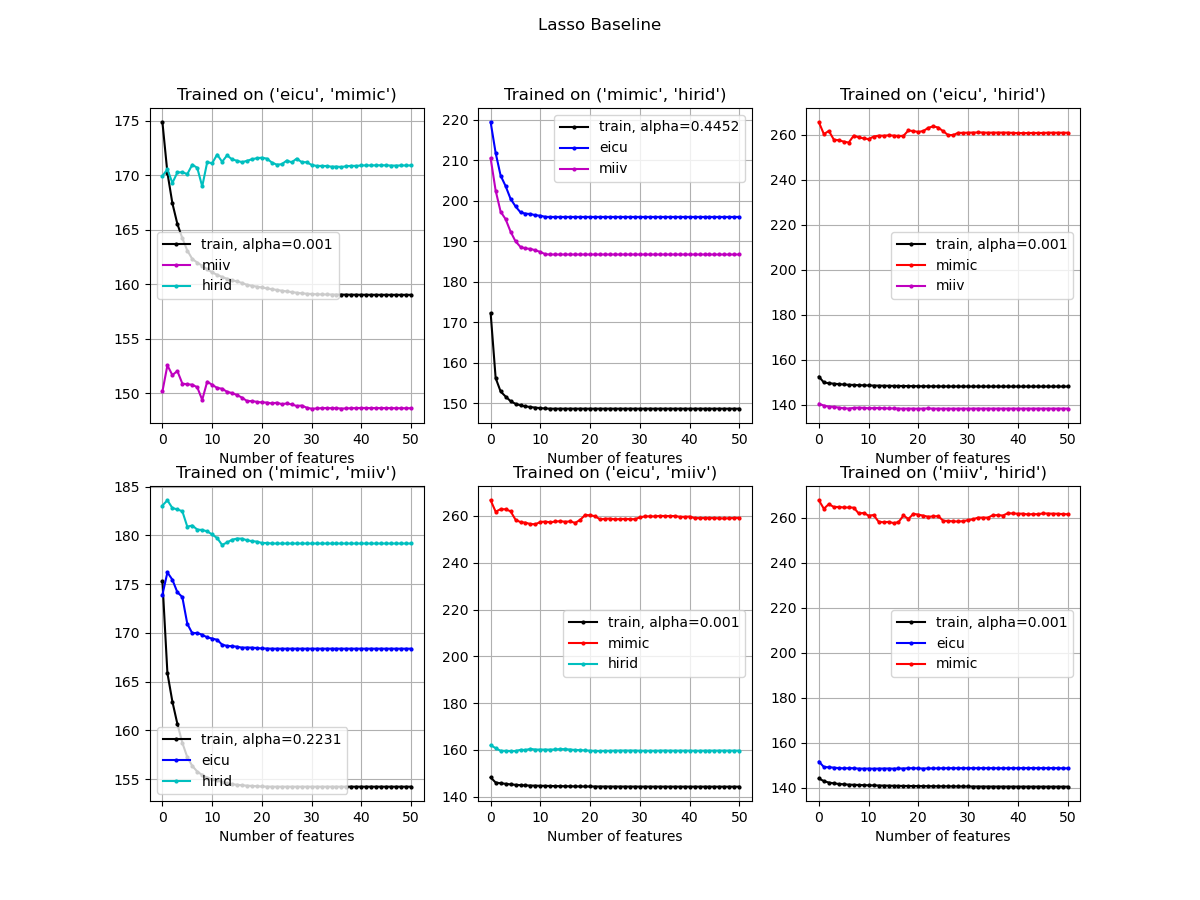 Lasso Baseline
Trained on ('eicu', 'mimic')
175
170
165
160
155
150
train, alpha=0.001
miiv
hirid
0 10 20 30 40 50
Number of features
Trained on ('mimic', 'hirid')
220
210
200
190
180
170
160
150
train, alpha=0.4452
eicu
miiv
0 10 20 30 40 50
Number of features
Trained on ('eicu', 'hirid')
260
240
220
200
180
160
140
train, alpha=0.001
mimic
miiv
0 10 20 30 40 50
Number of features
Trained on ('mimic', 'miiv')
185
180
175
170
165
160
155
train, alpha=0.2231
eicu
hirid
0 10 20 30 40 50
Number of features
Trained on ('eicu', 'miiv')
260
240
220
200
180
160
140
train, alpha=0.001
mimic
hirid
0 10 20 30 40 50
Number of features
Trained on ('miiv', 'hirid')
260
240
220
200
180
160
140
train, alpha=0.001
eicu
mimic
0 10 20 30 40 50
Number of features